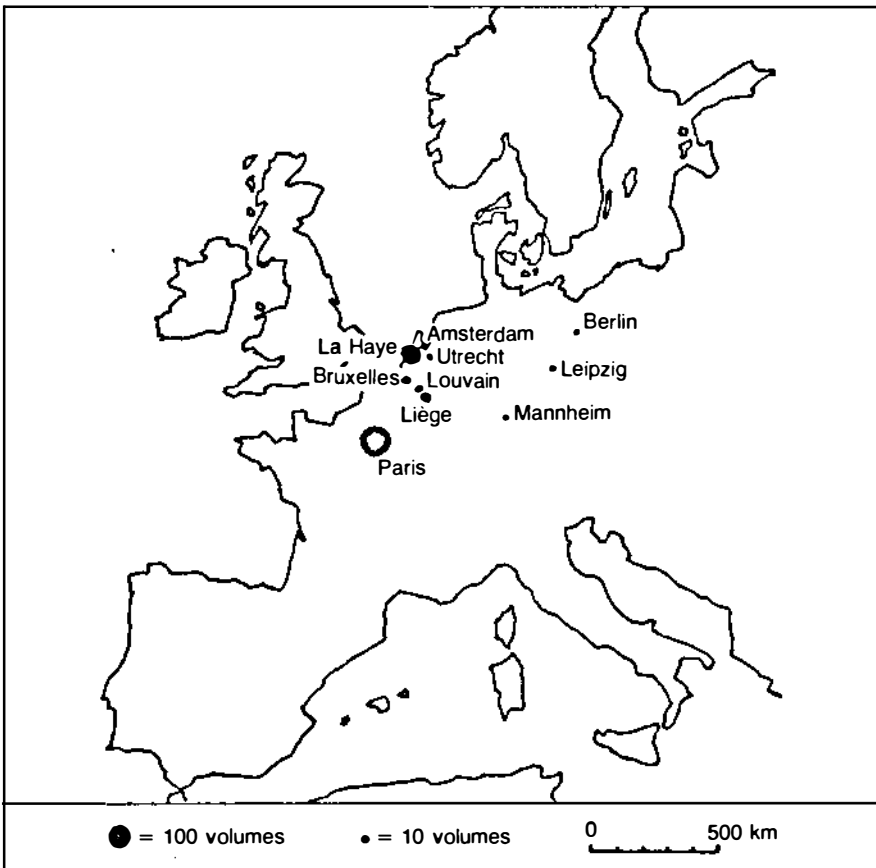 Amsterdam
Berlin
La Haye
Utrecht
Bruxelles
Louvain
Leipzig
Liège
Mannheim
Paris
= 100 volumes
= 10 volumes
0
500 km